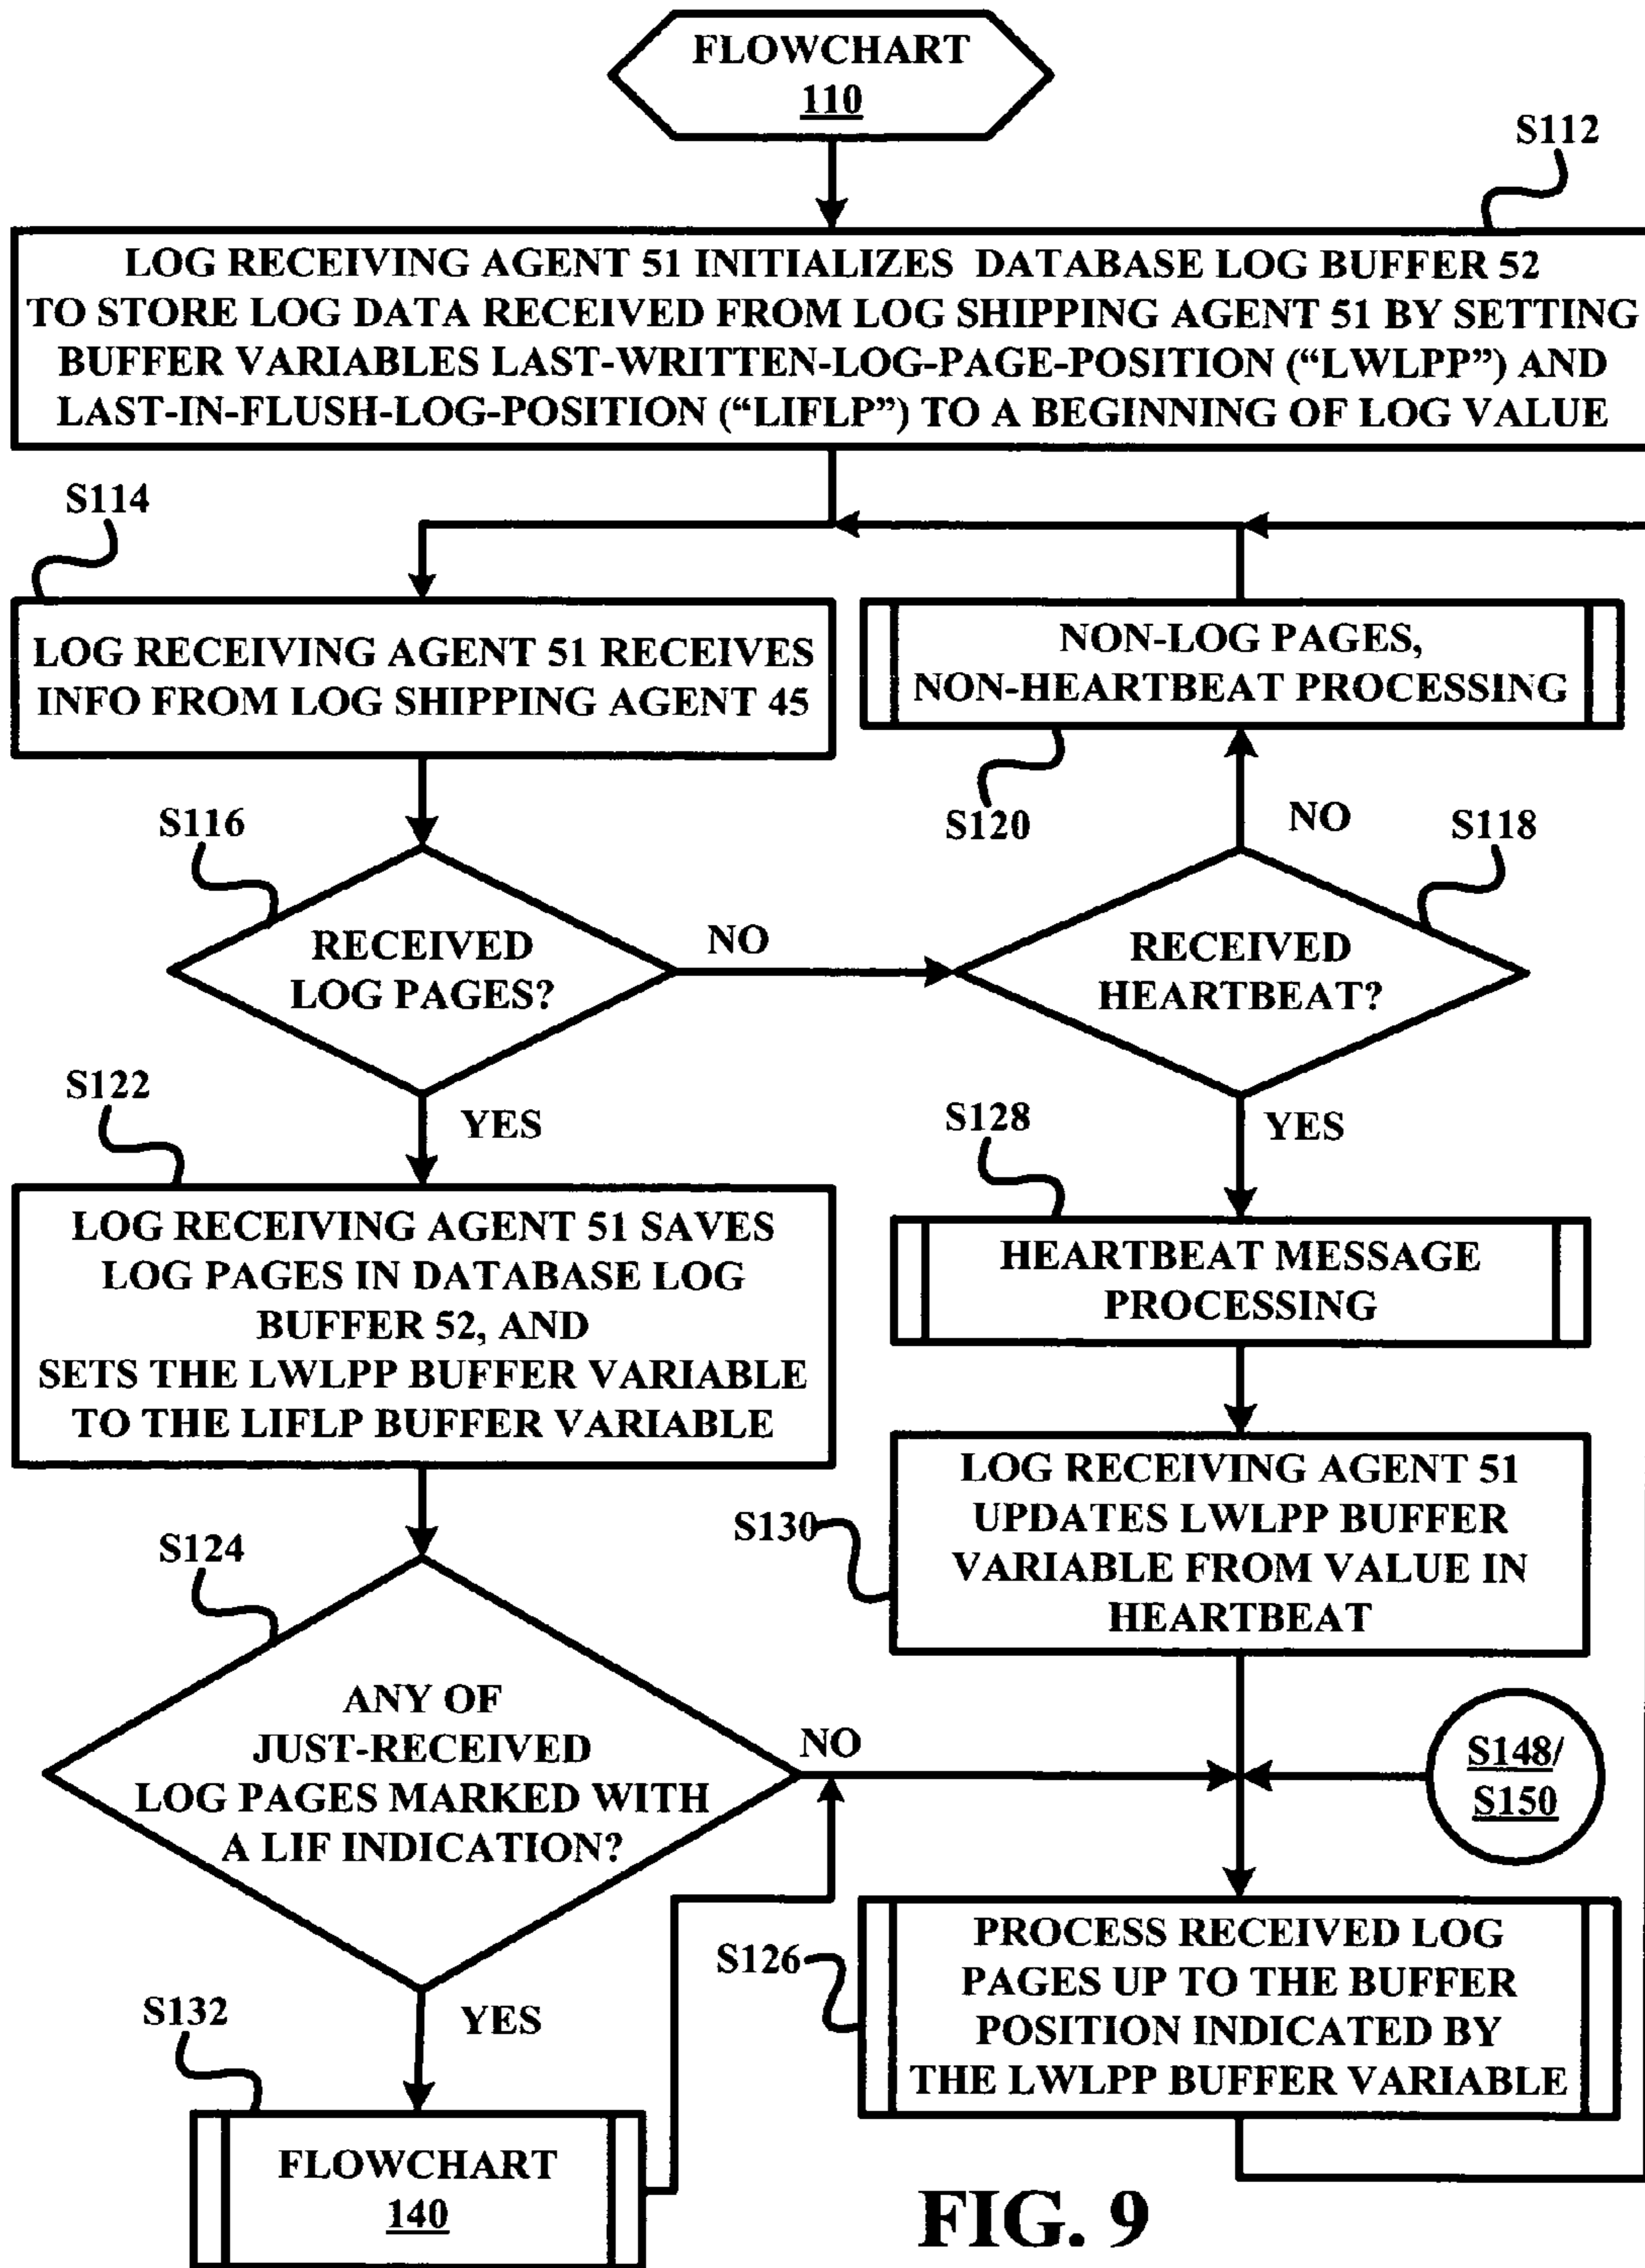 FLOWCHART
110
S112
LOG RECEIVING AGENT 51 INITIALIZES DATABASE LOG BUFFER 52
TO STORE LOG DATA RECEIVED FROM LOG SHIPPING AGENT 51 BY SETTING
BUFFER VARIABLES LAST-WRITTEN-LOG-PAGE-POSITION (“LWLPP”) AND
LAST-IN-FLUSH-LOG-POSITION (“LIFLP”) TO A BEGINNING OF LOG VALUE
S114
LOG RECEIVING AGENT 51 RECEIVES
INFO FROM LOG SHIPPING AGENT 45
NON-LOG PAGES,
NON-HEARTBEAT PROCESSING
S120
S116
RECEIVED
LOG PAGES?
NO
NO
S118
RECEIVED
HEARTBEAT?
S122
YES
S128
YES
LOG RECEIVING AGENT 51 SAVES
LOG PAGES IN DATABASE LOG
BUFFER 52, AND
SETS THE LWLPP BUFFER VARIABLE
TO THE LIFLP BUFFER VARIABLE
HEARTBEAT MESSAGE
PROCESSING
S130
LOG RECEIVING AGENT 51
UPDATES LWLPP BUFFER
VARIABLE FROM VALUE IN
HEARTBEAT
S124
ANY OF
JUST-RECEIVED
LOG PAGES MARKED WITH
A LIF INDICATION?
NO
S148/
S150
S126
PROCESS RECEIVED LOG
PAGES UP TO THE BUFFER
POSITION INDICATED BY
THE LWLPP BUFFER VARIABLE
S132
YES
FLOWCHART
140
FIG. 9